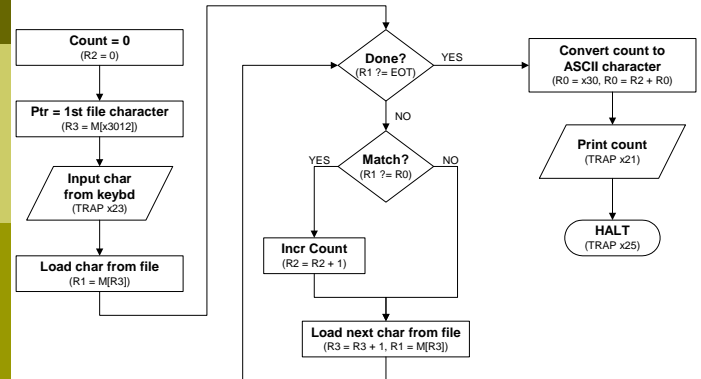 Count = 0
(R2 = 0)
Ptr = 1st file character
(R3 = M[x3012])
Input char
from keybd
(TRAP x23)
Load char from file
(R1 = M[R3])
Done?
(R1 ?= EOT)
YES
NO
Match?
(R1 ?= R0)
YES
NO
Incr Count
(R2 = R2 + 1)
Load next char from file
(R3 = R3 + 1, R1 = M[R3])
Convert count to
ASCII character
(R0 = x30, R0 = R2 + R0)
Print count
(TRAP x21)
HALT
(TRAP x25)